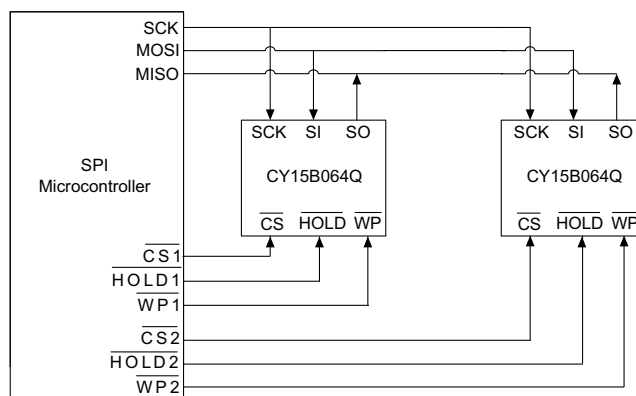 SCK
MOSI
MISO
SCK SI SO
SCK SI SO
SPI
Microcontroller
CY15B064Q
CY15B064Q
CS HOLD WP
CS HOLD WP
CS1
HOLD1
WP1
CS2
HOLD2
WP2